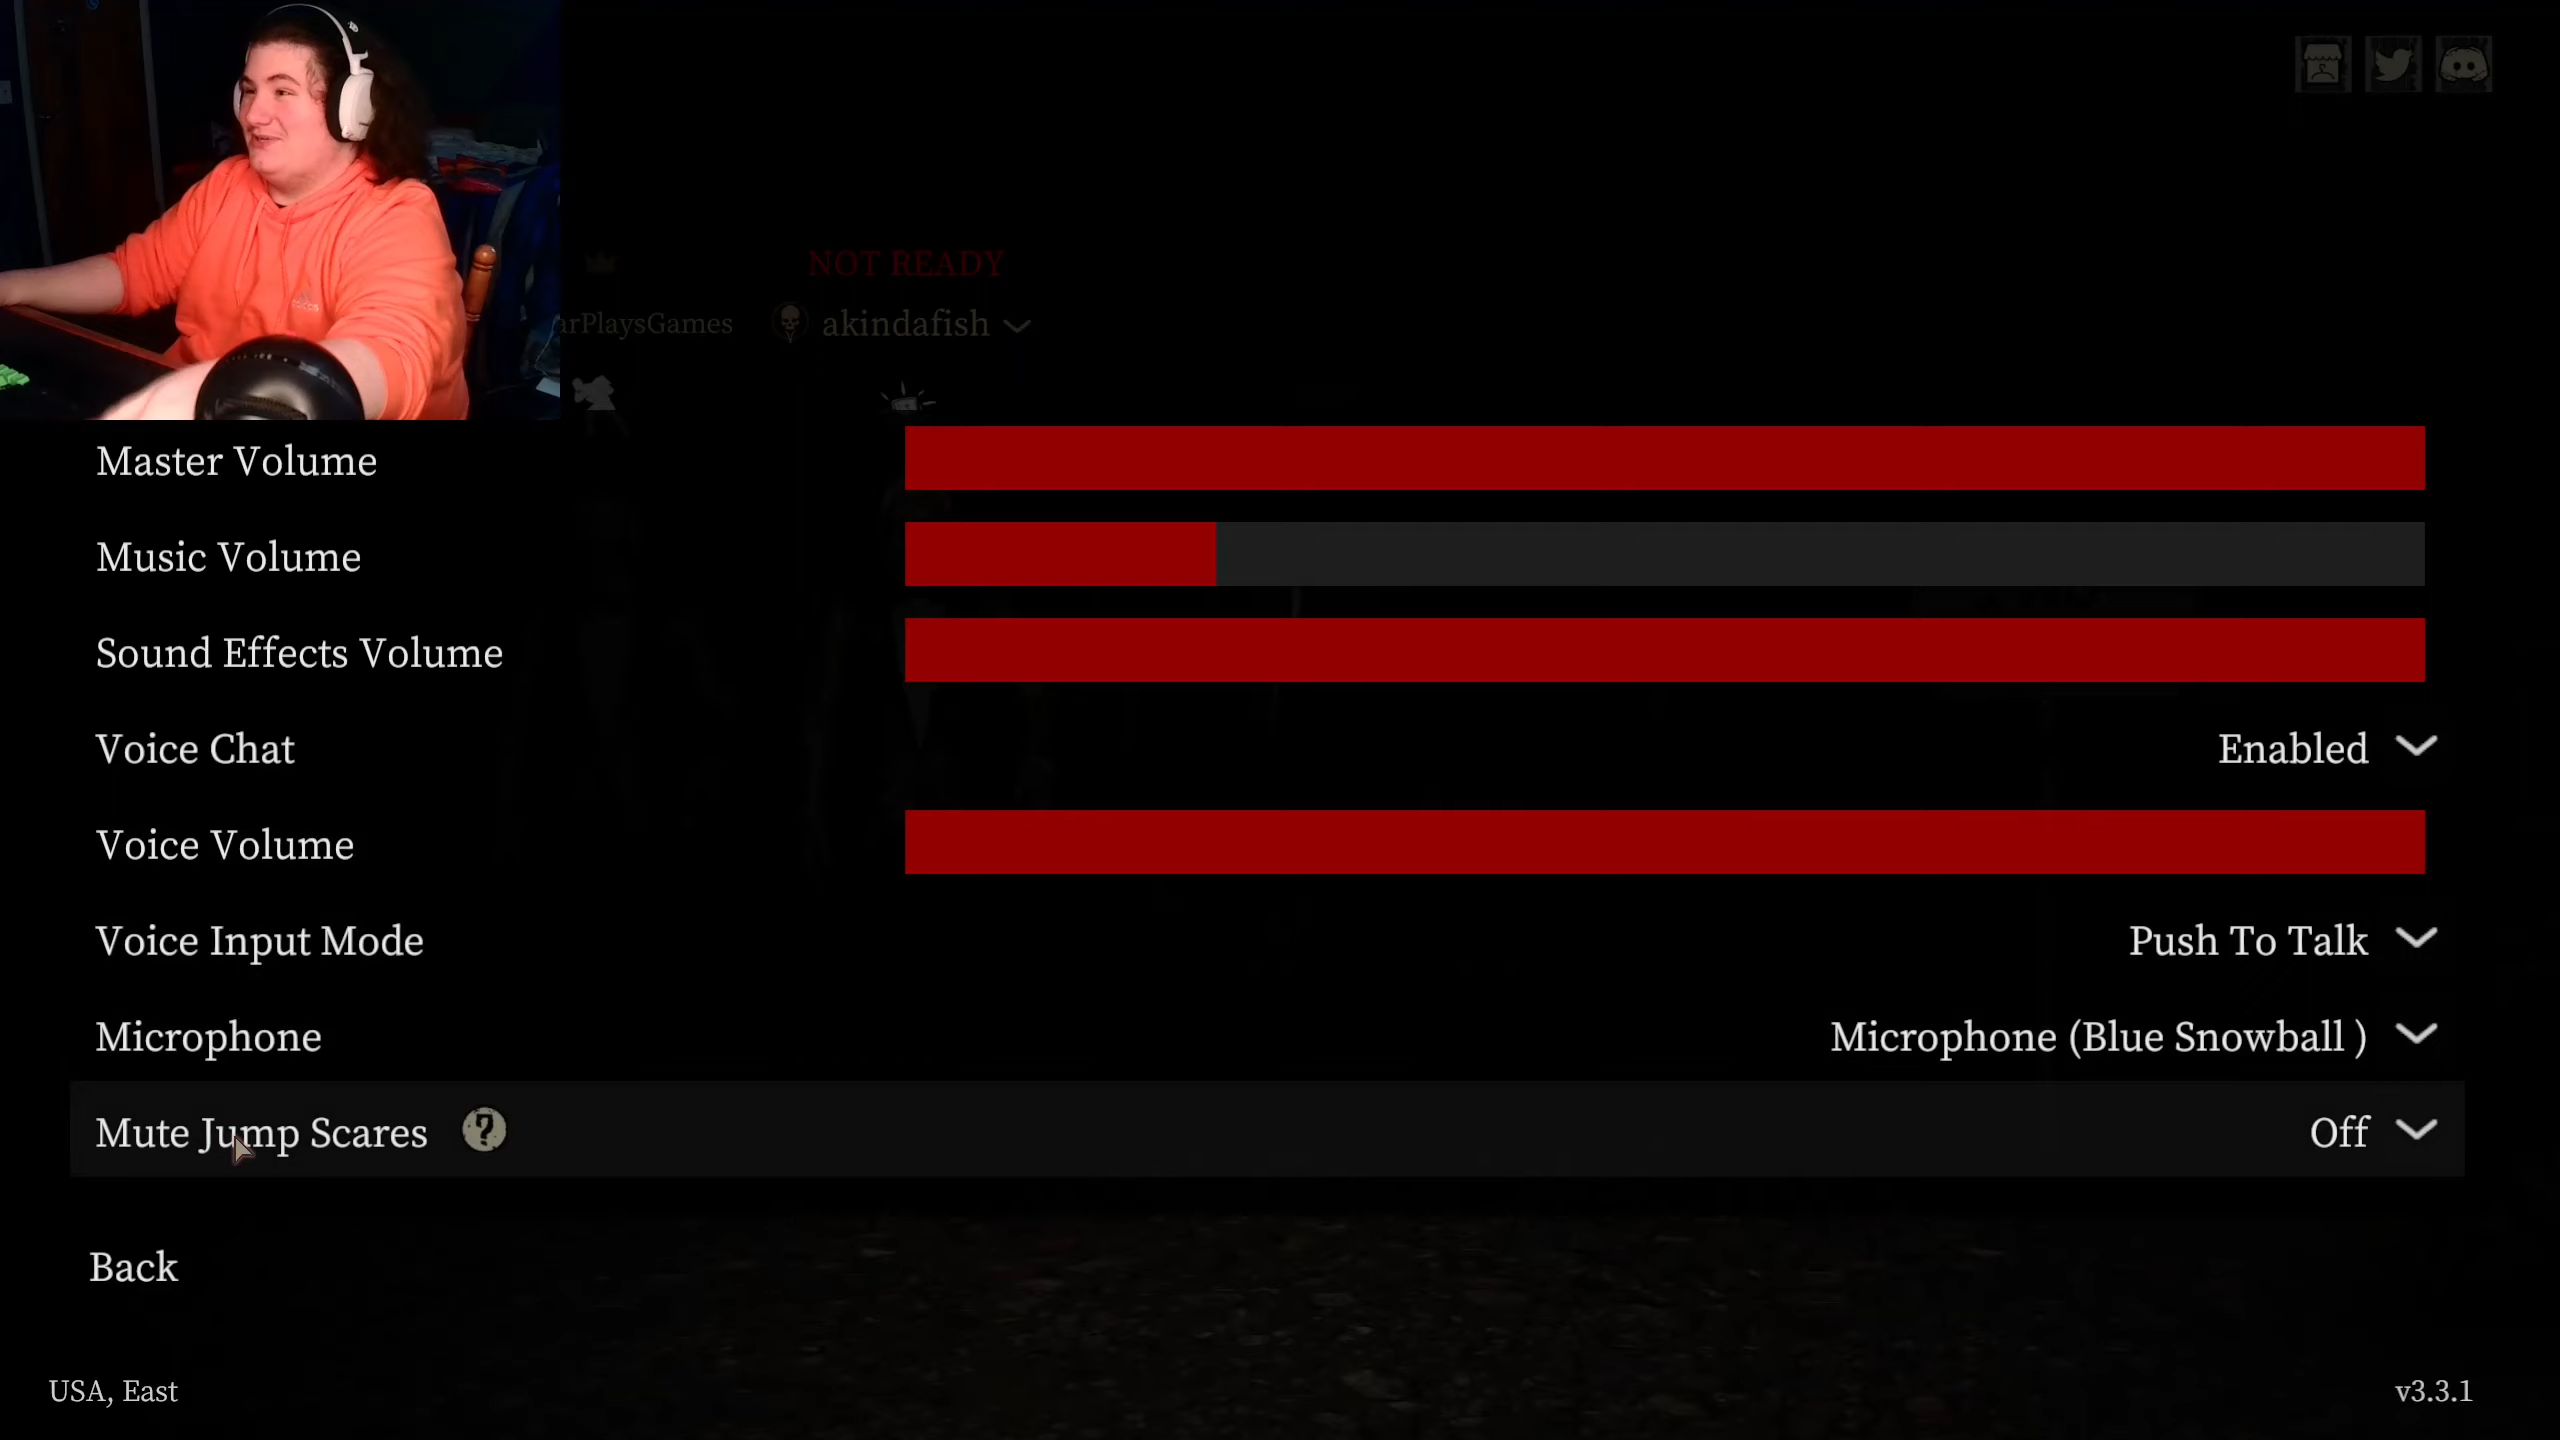 NOT READY
arPlaysGames
akindafish
Master Volume
Music Volume
Sound Effects Volume
Voice Chat
Enabled
Voice Volume
Voice Input Mode
Push To Talk
Microphone
Microphone (Blue Snowball )
Mute Jump Scares ?
Off
Back
USA, East
v3.3.1